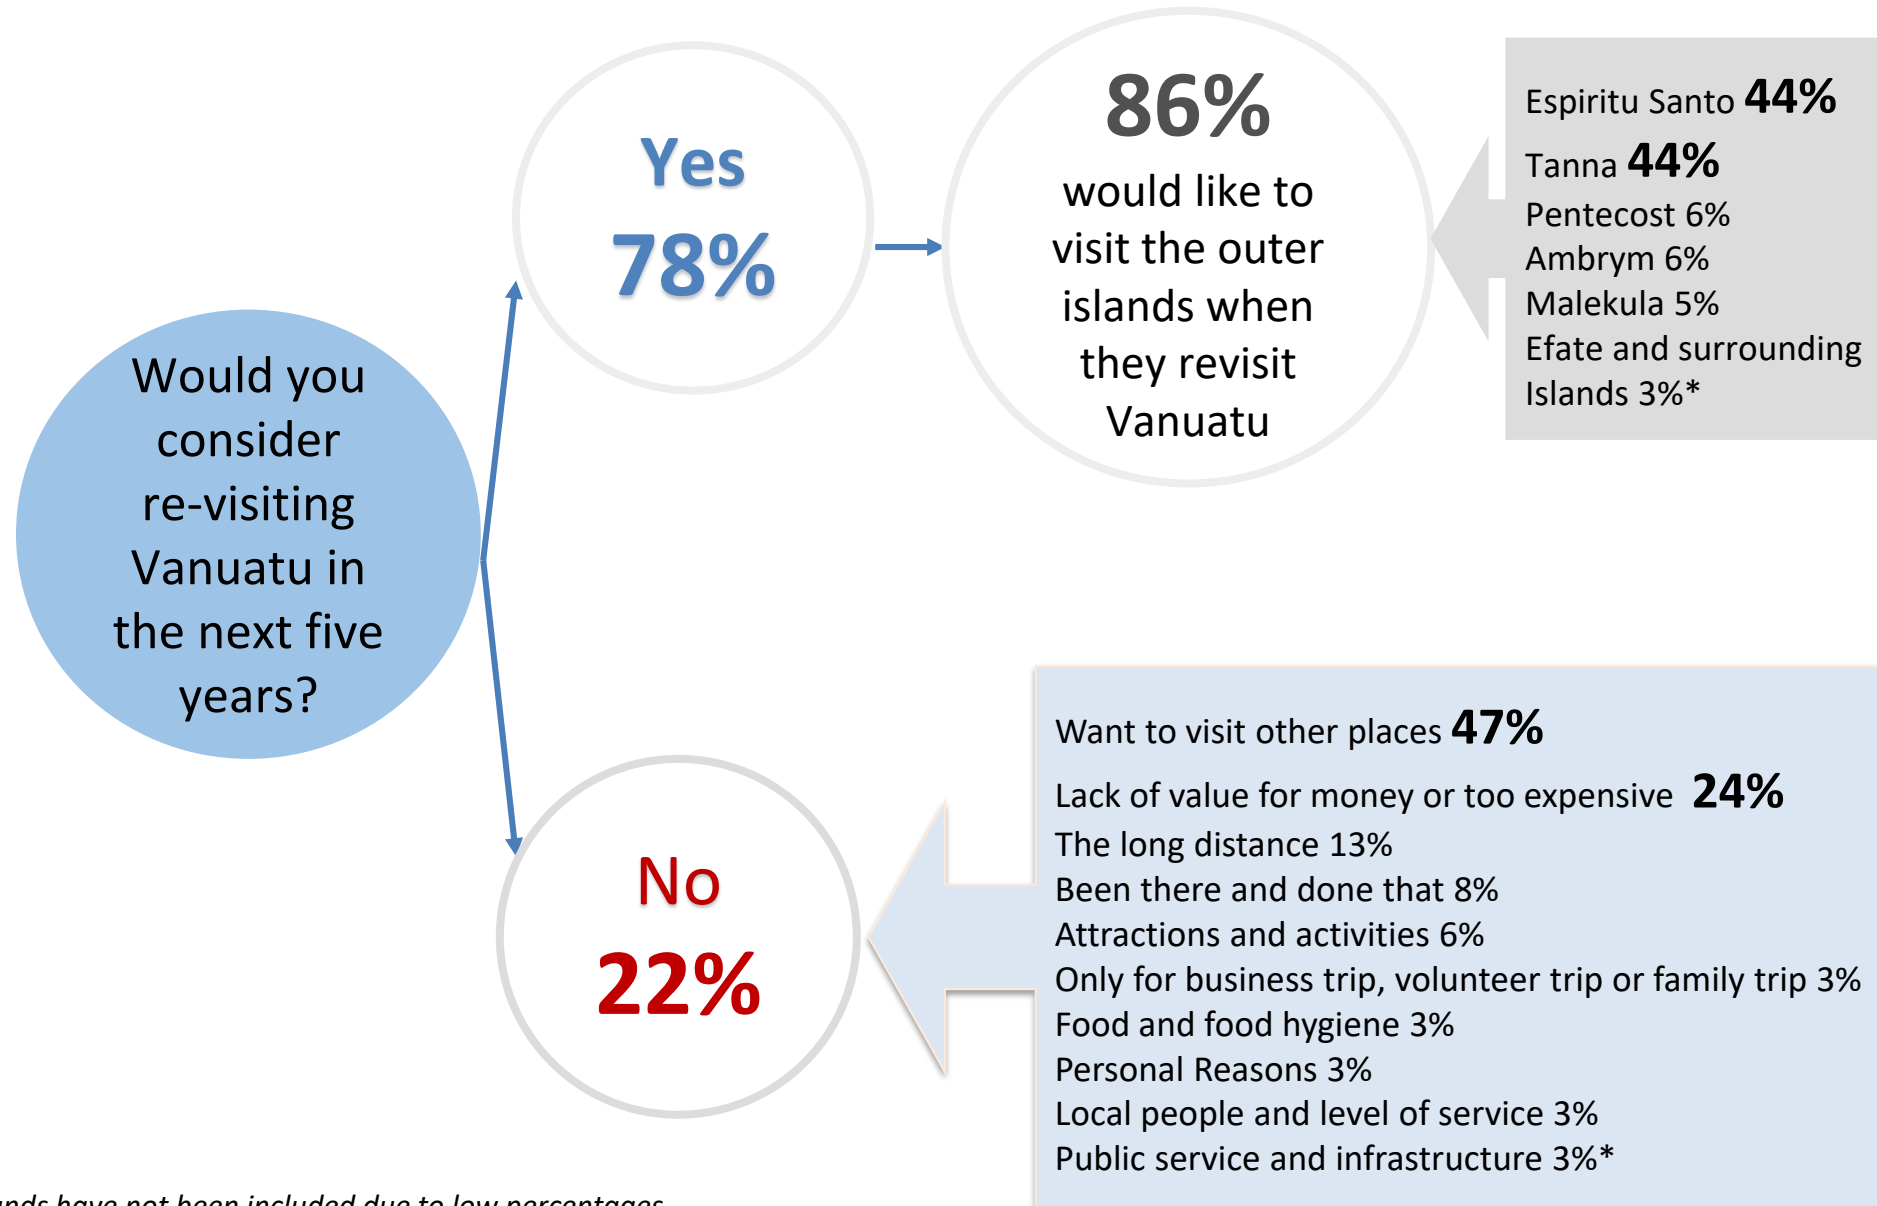 Would you
consider
re-visiting
Vanuatu in
the next five
years?
Yes
78%
86%
would like to
visit the outer
islands when
they revisit
Vanuatu
Espiritu Santo 44%
Tanna 44%
Pentecost 6%
Ambrym 6%
Malekula 5%
Efate and surrounding
Islands 3%*
No
22%
Want to visit other places 47%
Lack of value for money or too expensive 24%
The long distance 13%
Been there and done that 8%
Attractions and activities 6%
Only for business trip, volunteer trip or family trip 3%
Food and food hygiene 3%
Personal Reasons 3%
Local people and level of service 3%
Public service and infrastructure 3%*
have not been included due to low percentages